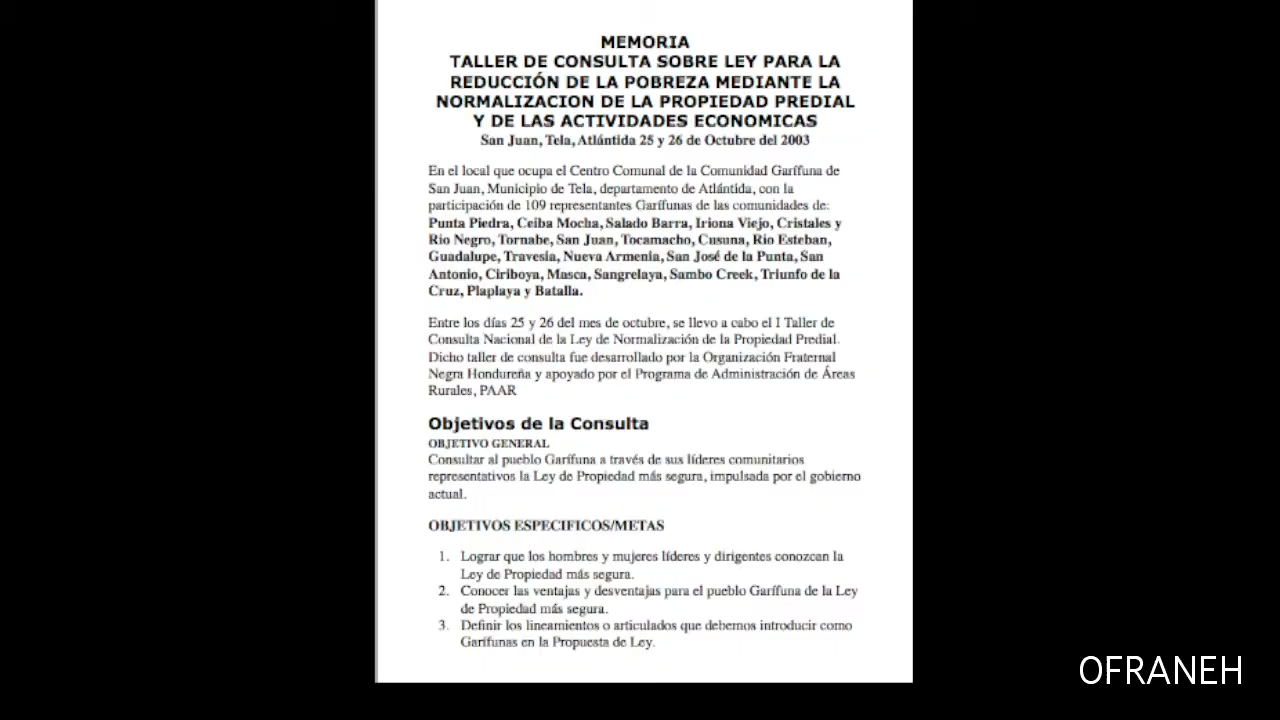 MEMORIA
TALLER DE CONSULTA SOBRE LEY PARA LA
REDUCCIÓN DE LA POBREZA MEDIANTE LA
NORMALIZACION DE LA PROPIEDAD PREDIAL
Y DE LAS ACTIVIDADES ECONOMICAS
San Juan, Tela, Atlántida 25 y 26 de Octubre del 2003
En el local que ocupa el Centro Comunal de la Comunidad Garífuna de
San Juan, Municipio de Tela, departamento de Atlántida, con la
participación de 109 representantes Garífunas de las comunidades de:
Punta Piedra, Ceiba Mocha, Salado Barra, Iriona Viejo, Cristales y
Rio Negro, Tornabe, San Juan, Tocamacho, Cusuna, Rio Esteban,
Guadalupe, Travesia, Nueva Armenia, San José de la Punta, San
Antonio, Ciriboya, Masca, Sangrelaya, Sambo Creek, Triunfo de la
Cruz, Plaplaya y Batalla.
Entre los días 25 y 26 del mes de octubre, se llevo a cabo el I Taller de
Consulta Nacional de la Ley de Normalización de la Propiedad Predial.
Dicho taller de consulta fue desarrollado por la Organización Fraternal
Negra Hondureña y apoyado por el Programa de Administración de Áreas
Rurales, PAAR
Objetivos de la Consulta
OBJETIVO GENERAL
Consultar al pueblo Garífuna a través de sus líderes comunitarios
representativos la Ley de Propiedad más segura, impulsada por el gobierno
actual.
OBJETIVOS ESPECIFICOS/METAS
1. Lograr que los hombres y mujeres líderes y dirigentes conozcan la
Ley de Propiedad más segura.
2. Conocer las ventajas y desventajas para el pueblo Garífuna de la Ley
de Propiedad más segura.
3. Definir los lineamientos o articulados que debemos introducir como
Garífunas en la Propuesta de Ley.
OFRANEH